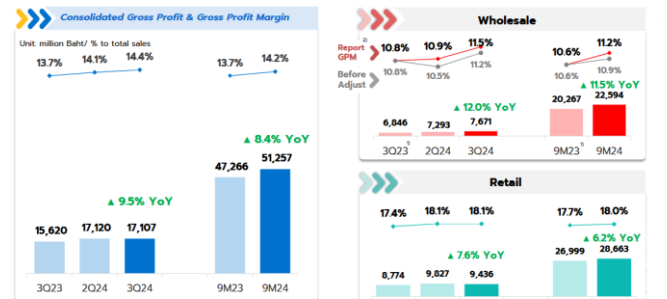 Consolidated Gross Profit & Gross Profit Margin
Unit: million Baht/ % to total sales
13.7% 14.1% 14.4% 13.7% 14.2%
▲ 8.4% YoY
47,266 51,257
▲ 9.5% YoY
15,620 17,120 17,107
3Q23 2Q24 3Q24 9M23 9M24
Wholesale
2)
Report GPM 10.8% 10.9% 11.5% 10.6% 11.2%
Before Adjust 10.8% 10.5% 11.2% 10.6% 10.9%
▲ 12.0% YoY ▲ 11.5% YoY
20,267 22,594
6,846 7,293 7,671
3Q23 1) 2Q24 3Q24 9M23 1) 9M24
Retail
17.4% 18.1% 18.1% 17.7% 18.0%
▲ 7.6% YoY ▲ 6.2% YoY
26,999 28,663
8,774 9,827 9,436